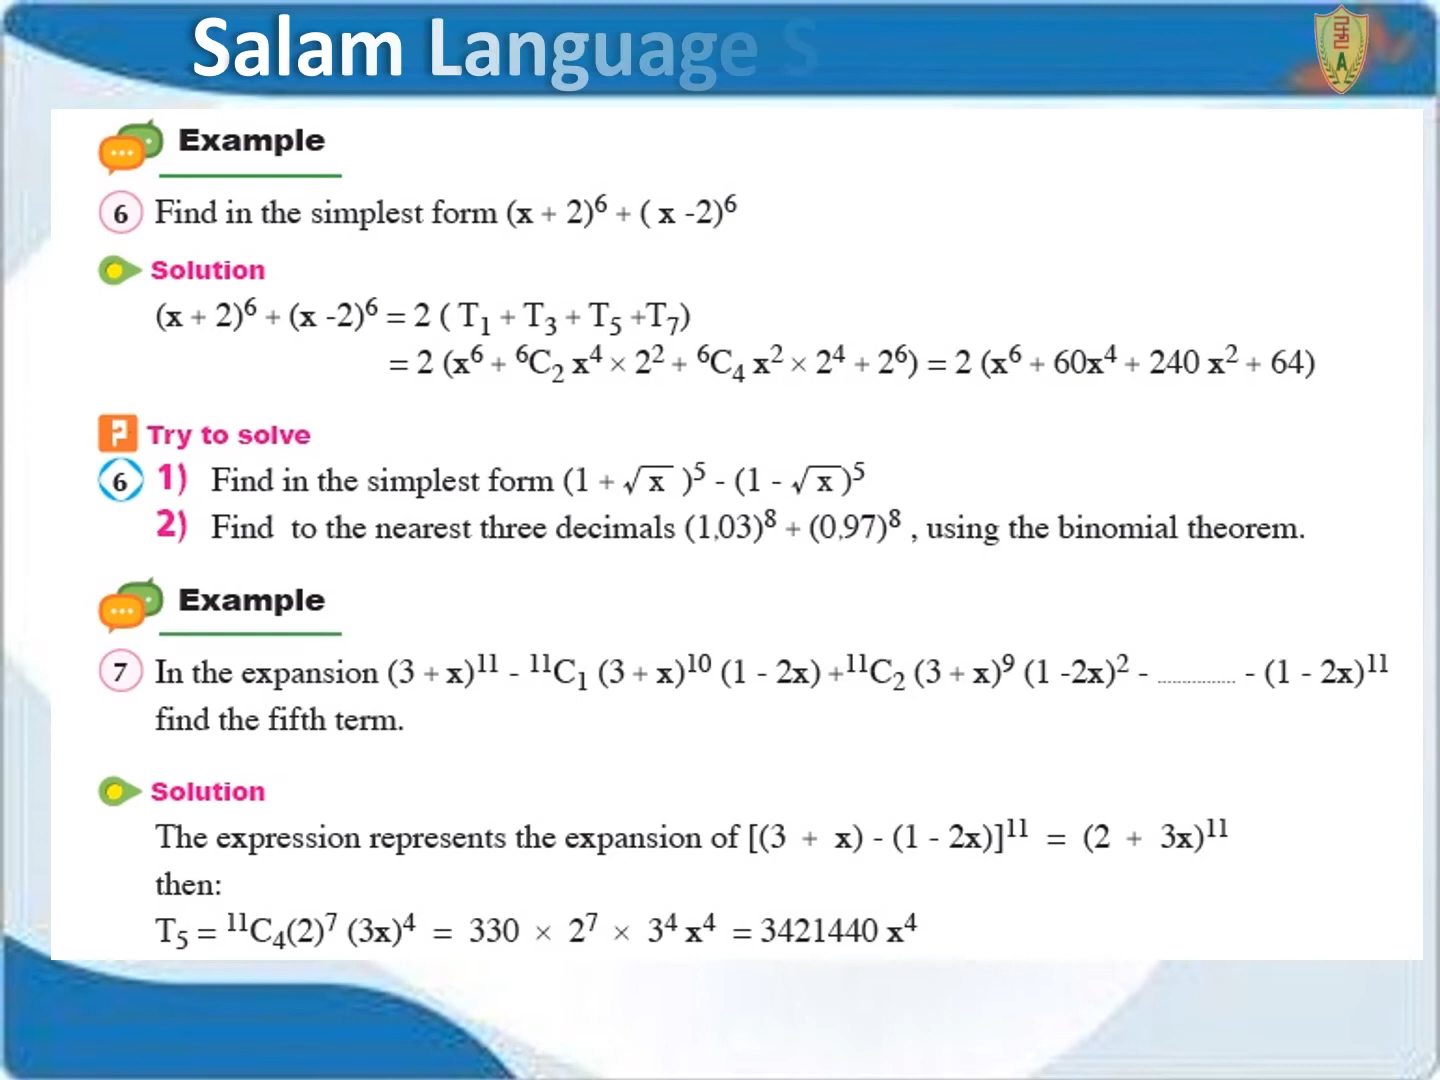 Salam Language S
Example
6 Find in the simplest form (x + 2)⁶ + ( x -2)⁶
Solution
(x + 2)⁶ + (x -2)⁶ = 2 ( T₁ + T₃ + T₅ +T₇)
= 2 (x⁶ + ⁶C₂ x⁴ × 2² + ⁶C₄ x² × 2⁴ + 2⁶) = 2 (x⁶ + 60x⁴ + 240 x² + 64)
Try to solve
6 1) Find in the simplest form (1 + √x )⁵ - (1 - √x)⁵
2) Find to the nearest three decimals (1.03)⁸ + (0.97)⁸ , using the binomial theorem.
Example
7 In the expansion (3 + x)¹¹ - ¹¹C₁ (3 + x)¹⁰ (1 - 2x) +¹¹C₂ (3 + x)⁹ (1 -2x)² - ................ - (1 - 2x)¹¹
find the fifth term.
Solution
The expression represents the expansion of [(3 + x) - (1 - 2x)]¹¹ = (2 + 3x)¹¹
then:
T₅ = ¹¹C₄(2)⁷ (3x)⁴ = 330 × 2⁷ × 3⁴ x⁴ = 3421440 x⁴